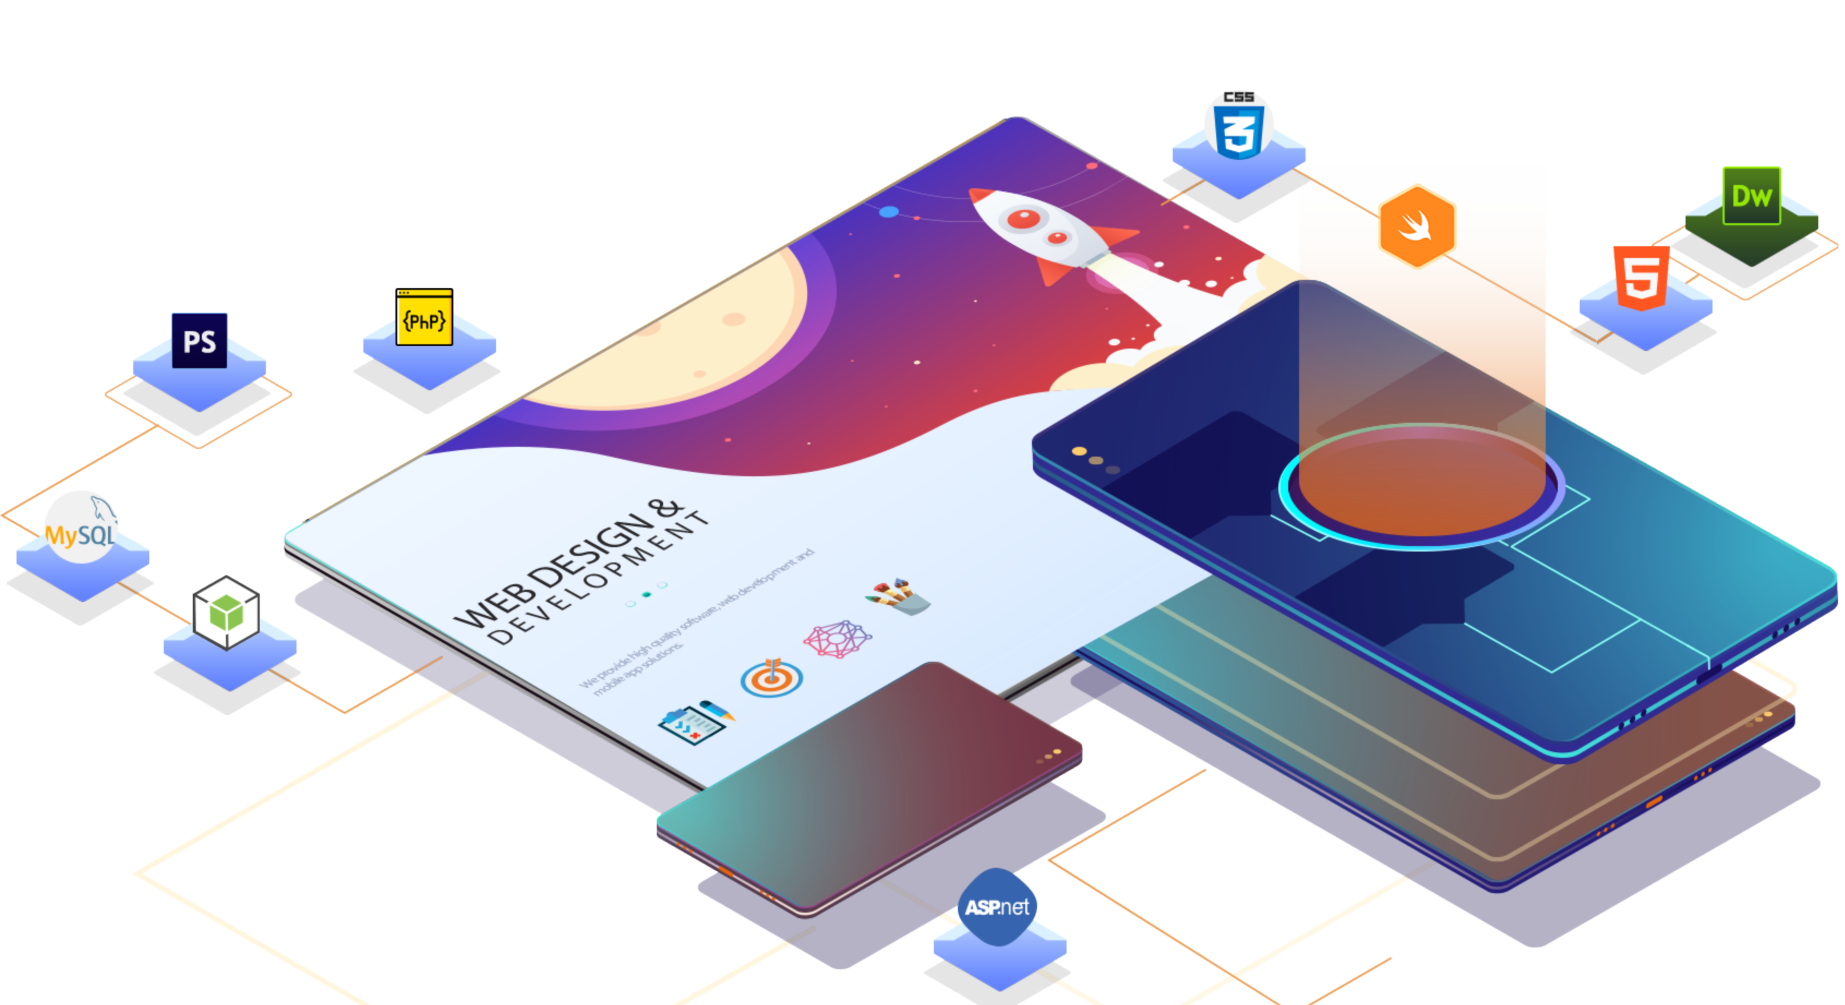 CSS
3
Dw
5
PS
{PhP}
MySQL
WEB DESIGN &
DEVELOPMENT
We provide high quality software, web development and
mobile app solutions.
ASP.net